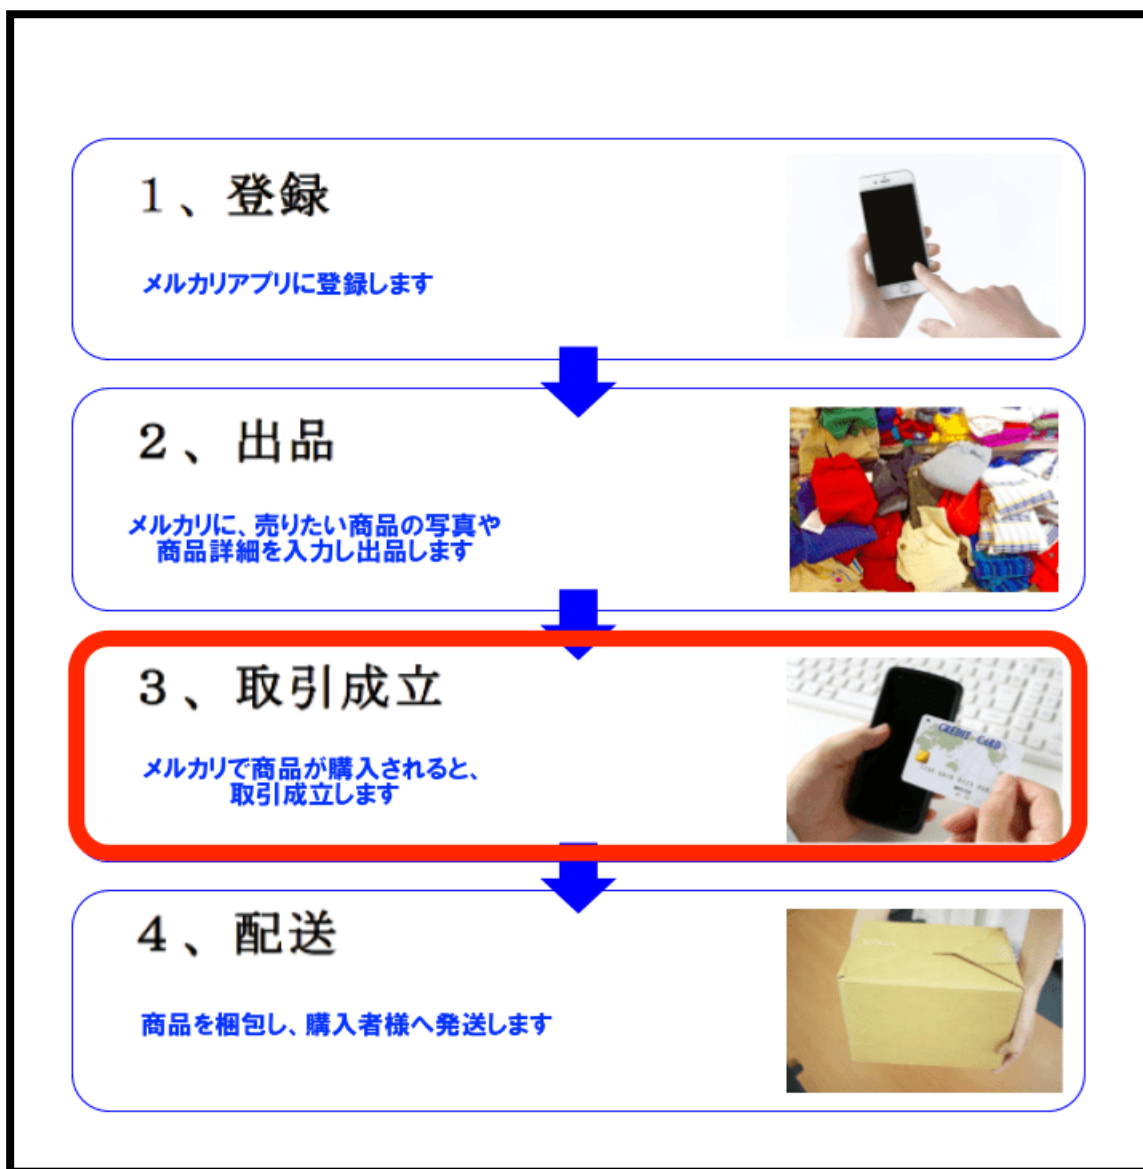 1、登録
メルカリアプリに登録します
2、出品
メルカリに、売りたい商品の写真や
商品詳細を入力し出品します
3、取引成立
メルカリで商品が購入されると、
取引成立します
CREDIT CARD
4、配送
商品を梱包し、購入者様へ発送します